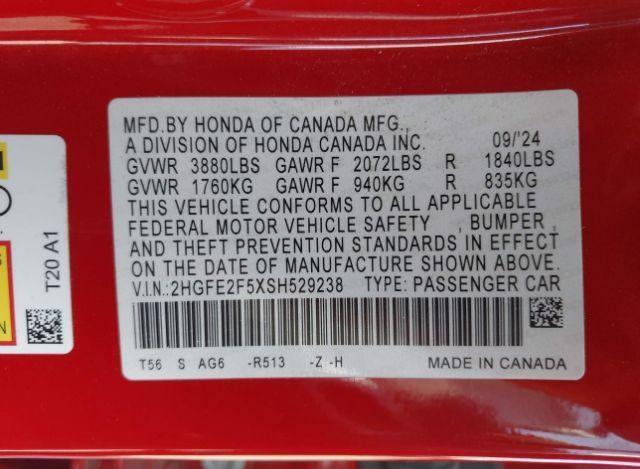 MFD.BY HONDA OF CANADA MFG.,
A DIVISION OF HONDA CANADA INC. 09/'24
GVWR 3880LBS GAWR F 2072LBS R 1840LBS
GVWR 1760KG GAWR F 940KG R 835KG
THIS VEHICLE CONFORMS TO ALL APPLICABLE
FEDERAL MOTOR VEHICLE SAFETY , BUMPER,
AND THEFT PREVENTION STANDARDS IN EFFECT
ON THE DATE OF MANUFACTURE SHOWN ABOVE.
V.I.N.:2HGFE2F5XSH529238 TYPE: PASSENGER CAR
T56 S AG6 -R513 -Z -H MADE IN CANADA
T20 A1